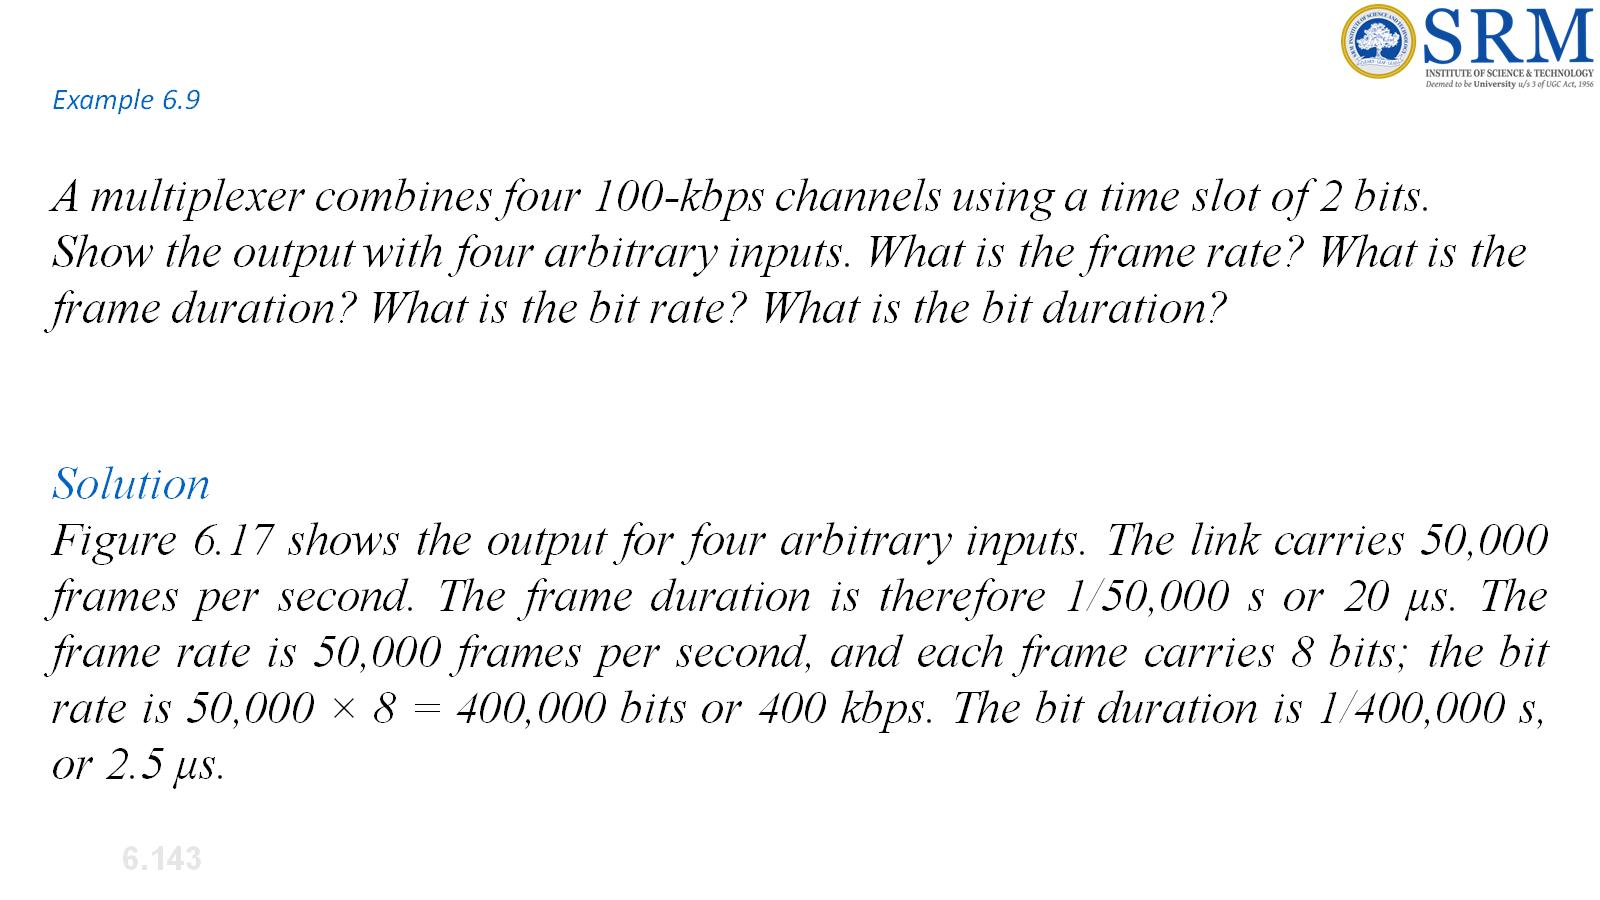 SRM
INSTITUTE OF SCIENCE & TECHNOLOGY
Deemed to be University u/s 3 of UGC Act, 1956
Example 6.9
A multiplexer combines four 100-kbps channels using a time slot of 2 bits.
Show the output with four arbitrary inputs. What is the frame rate? What is the
frame duration? What is the bit rate? What is the bit duration?
Solution
Figure 6.17 shows the output for four arbitrary inputs. The link carries 50,000
frames per second. The frame duration is therefore 1/50,000 s or 20 μs. The
frame rate is 50,000 frames per second, and each frame carries 8 bits; the bit
rate is 50,000 × 8 = 400,000 bits or 400 kbps. The bit duration is 1/400,000 s,
or 2.5 μs.
6.143